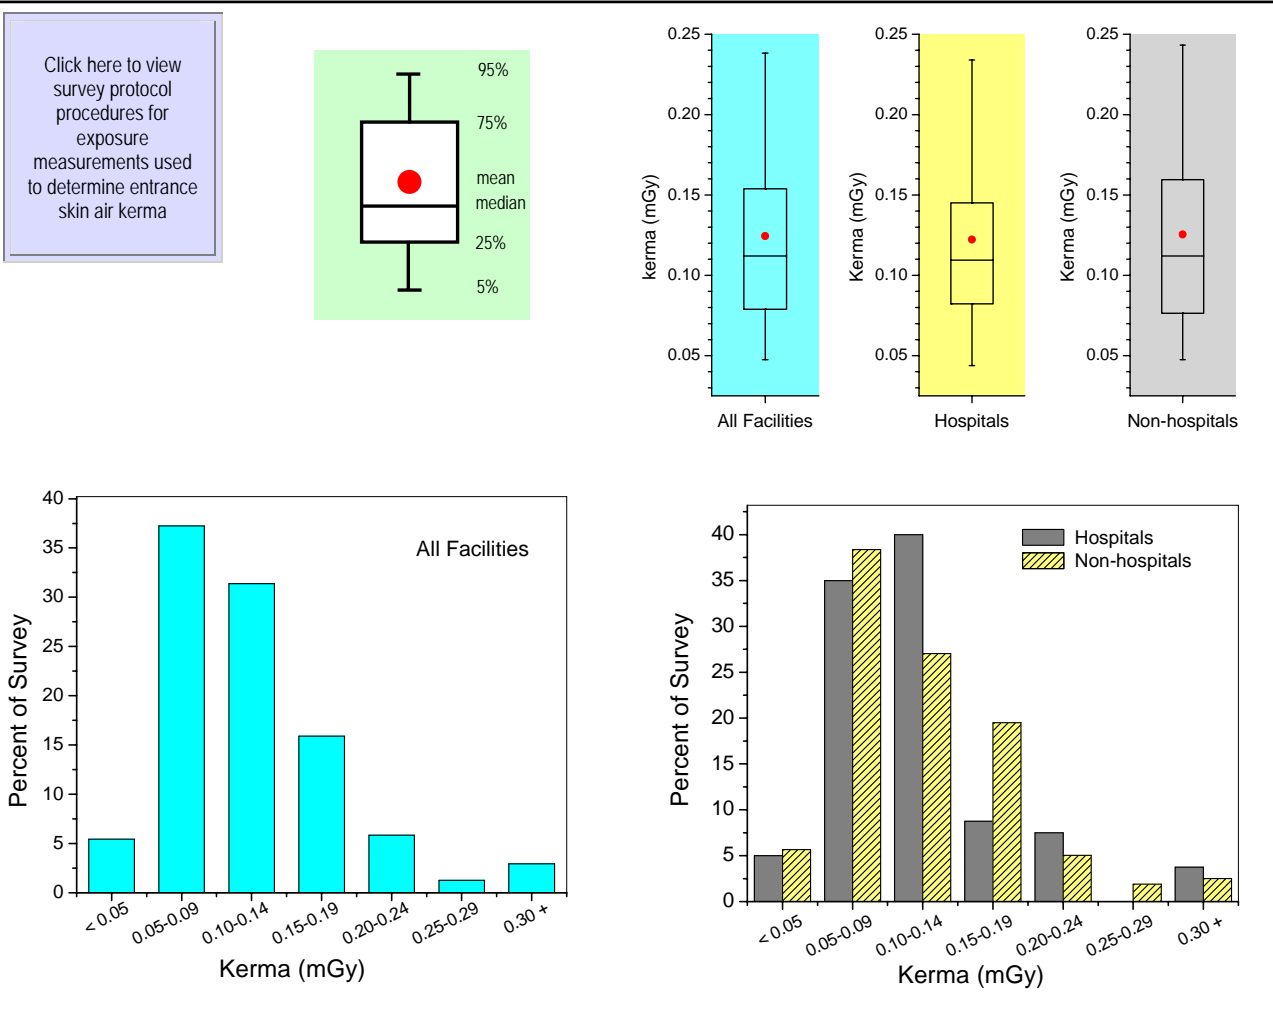 Click here to view
survey protocol
procedures for
exposure
measurements used
to determine entrance
skin air kerma
95%
75%
mean
median
25%
5%
0.25
0.20
0.15
0.10
0.05
kerma (mGy)
All Facilities
0.25
0.20
0.15
0.10
0.05
Kerma (mGy)
Hospitals
0.25
0.20
0.15
0.10
0.05
Kerma (mGy)
Non-hospitals
40
35
30
25
20
15
10
5
0
Percent of Survey
All Facilities
< 0.05
0.05-0.09
0.10-0.14
0.15-0.19
0.20-0.24
0.25-0.29
0.30 +
Kerma (mGy)
40
35
30
25
20
15
10
5
0
Percent of Survey
Hospitals
Non-hospitals
< 0.05
0.05-0.09
0.10-0.14
0.15-0.19
0.20-0.24
0.25-0.29
0.30 +
Kerma (mGy)